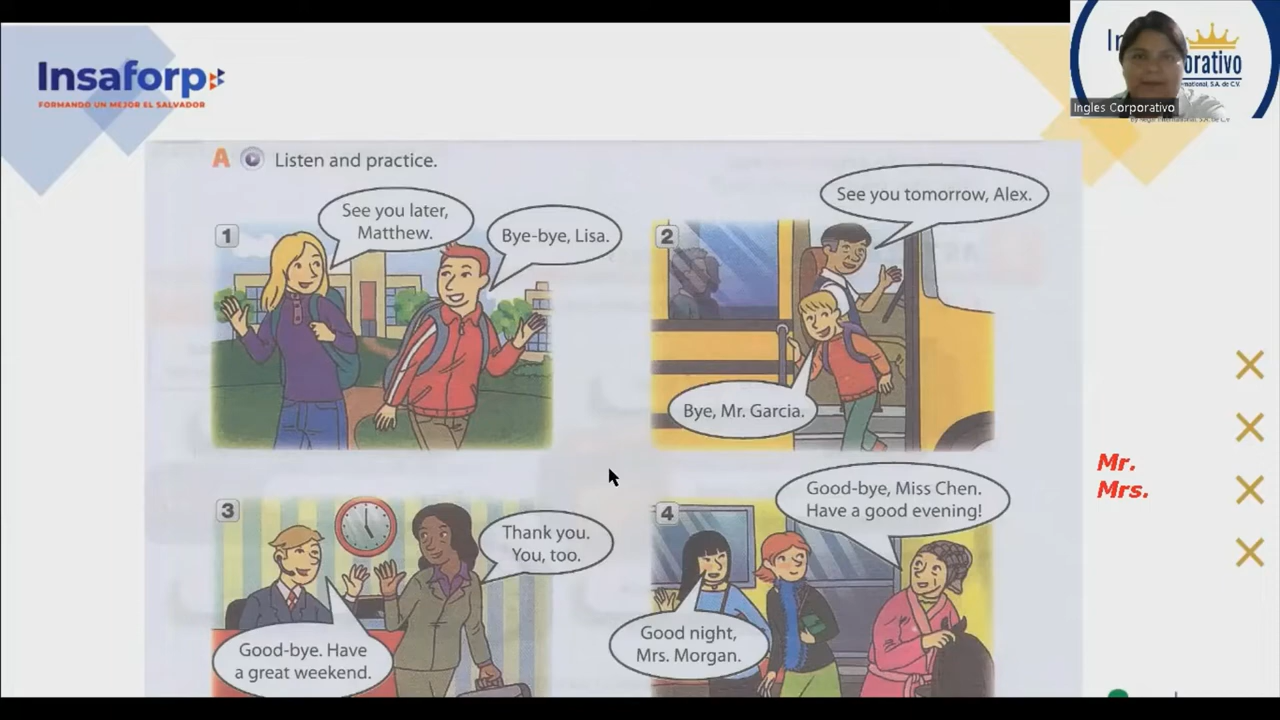 Insaforp
FORMANDO UN MEJOR EL SALVADOR
orativo
Ingles Corporativo
A Listen and practice.
1
See you later,
Matthew.
Bye-bye, Lisa.
2
See you tomorrow, Alex.
Bye, Mr. Garcia.
Mr.
Mrs.
3
Thank you.
You, too.
Good-bye. Have
a great weekend.
4
Good-bye, Miss Chen.
Have a good evening!
Good night,
Mrs. Morgan.